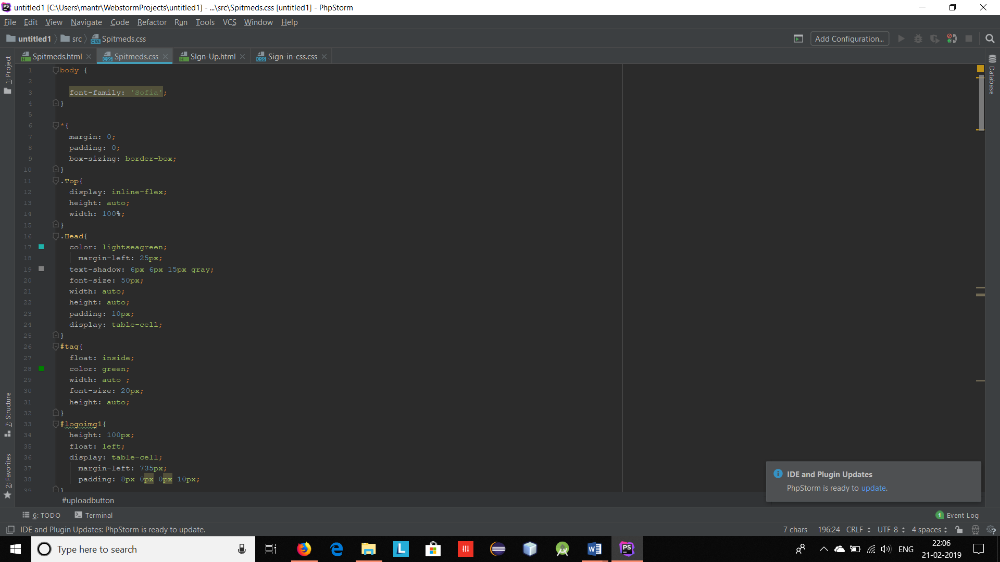 untitled1 [C:\Users\mantr\WebstormProjects\untitled1] - ...\src\Spitmeds.css [untitled1] - PhpStorm
File Edit View Navigate Code Refactor Run Tools VCS Window Help
untitled1 src Spitmeds.css Add Configuration...
Spitmeds.html Spitmeds.css SIgn-Up.html Sign-in-css.css
1: Project
7: Structure
2: Favorites
Database
1 body {
2
3 font-family: 'Sofia';
4 }
5
6 *{
7 margin: 0;
8 padding: 0;
9 box-sizing: border-box;
10 }
11 .Top{
12 display: inline-flex;
13 height: auto;
14 width: 100%;
15 }
16 .Head{
17 color: lightseagreen;
18 margin-left: 25px;
19 text-shadow: 6px 6px 15px gray;
20 font-size: 50px;
21 width: auto;
22 height: auto;
23 padding: 10px;
24 display: table-cell;
25 }
26 #tag{
27 float: inside;
28 color: green;
29 width: auto ;
30 font-size: 20px;
31 height: auto;
32 }
33 #logoimg1{
34 height: 100px;
35 float: left;
36 display: table-cell;
37 margin-left: 735px;
38 padding: 8px 0px 0px 10px;
39 }
#uploadbutton
IDE and Plugin Updates
PhpStorm is ready to update.
6: TODO Terminal 1 Event Log
IDE and Plugin Updates: PhpStorm is ready to update. 7 chars 196:24 CRLF UTF-8 4 spaces
Type here to search
L
PS
ENG
22:06
21-02-2019